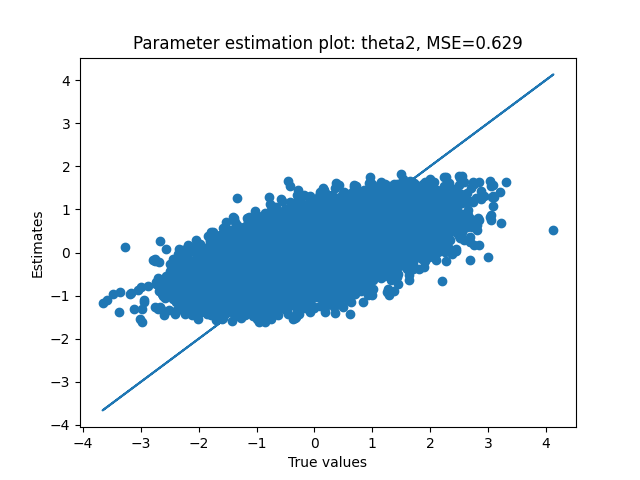 Parameter estimation plot: theta2, MSE=0.629
4
3
2
1
0
−1
−2
−3
−4
Estimates
−4 −3 −2 −1 0 1 2 3 4
True values